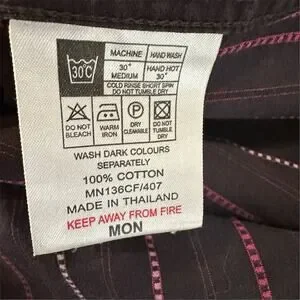 30°C
MACHINE HAND WASH
30° HAND HOT
MEDIUM 30°
COLD RINSE SHORT SPIN
DO NOT TUMBLE DRY
DO NOT BLEACH
WARM IRON
DRY CLEANABLE
DO NOT TUMBLE DRY
WASH DARK COLOURS
SEPARATELY
100% COTTON
MN136CF/407
MADE IN THAILAND
KEEP AWAY FROM FIRE
MON